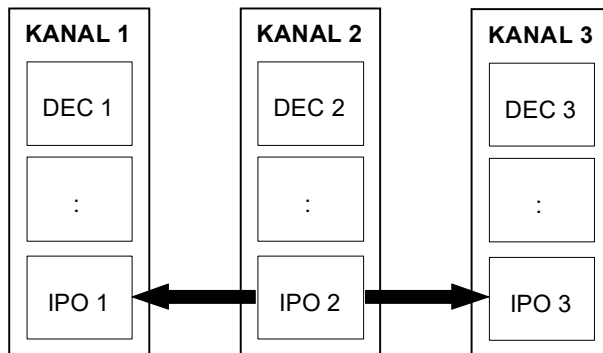 KANAL 1
DEC 1
:
IPO 1
KANAL 2
DEC 2
:
IPO 2
KANAL 3
DEC 3
:
IPO 3